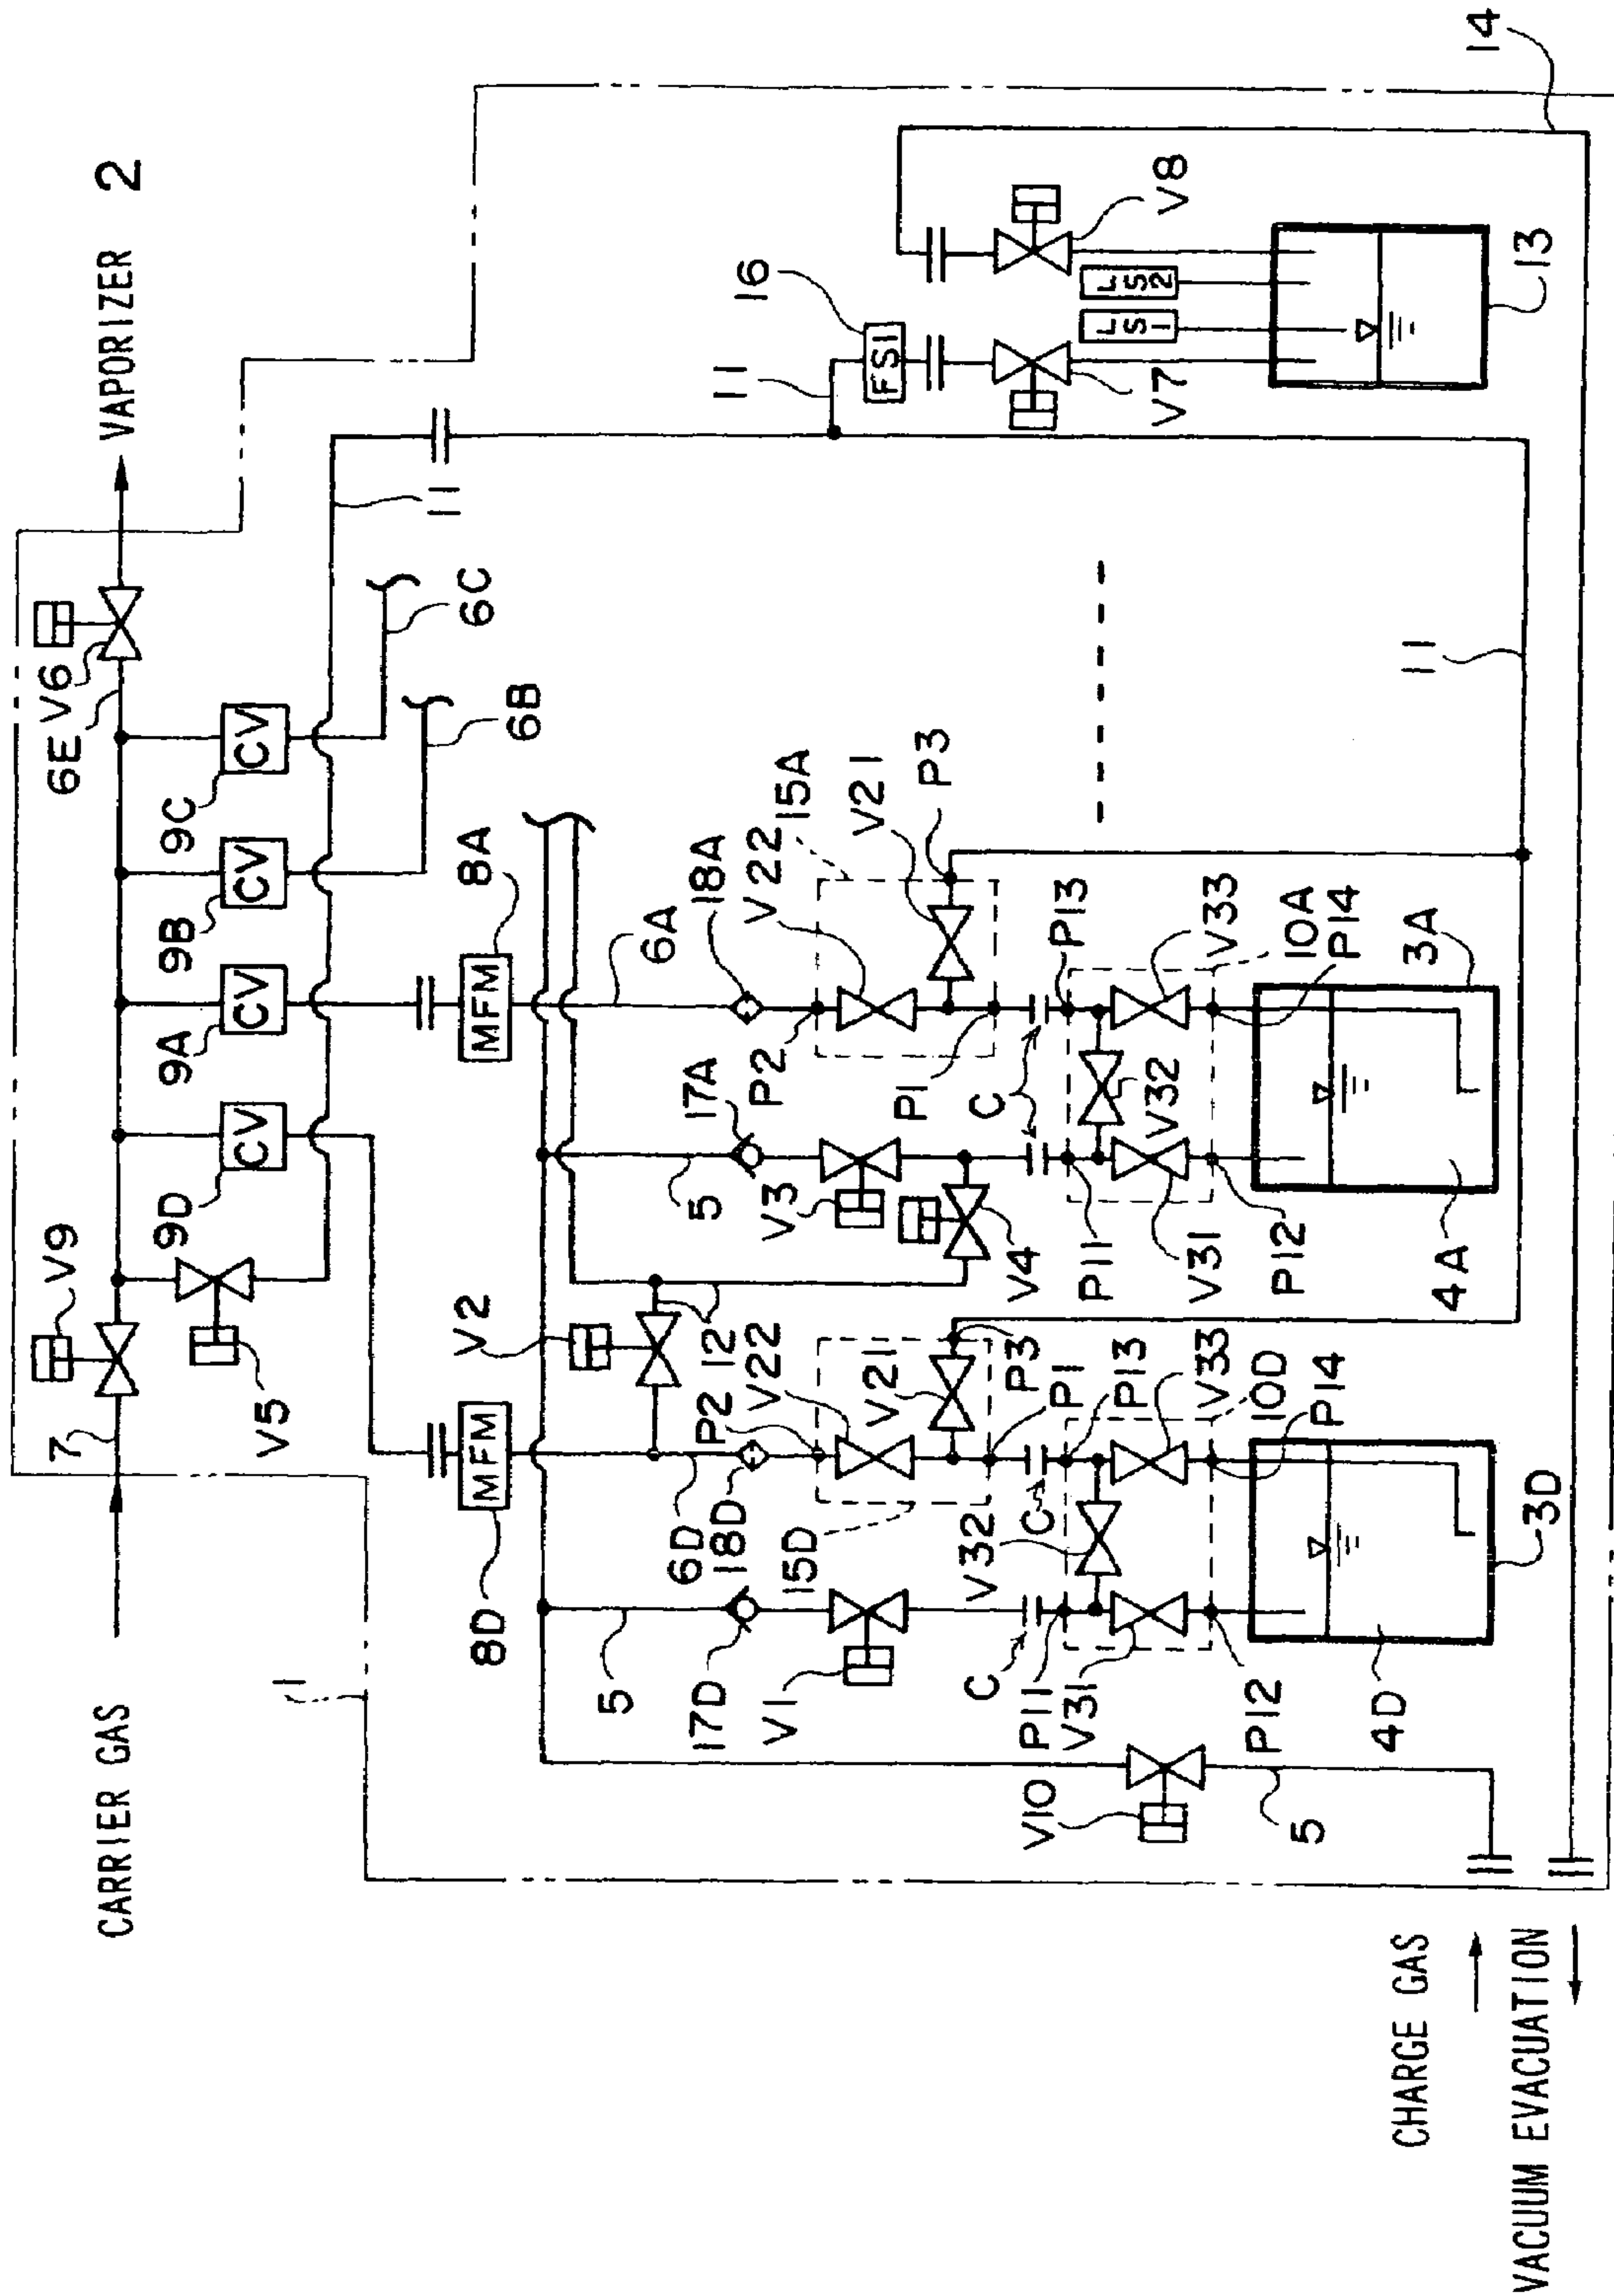 CARRIER GAS
VAPORIZER 2
7
V9
V5
9D
9A
9B
9C
6E
V6
CV
CV
CV
CV
11
6C
6B
1
8D
MFM
V2
12
8A
MFM
5
17D
V1
6D
18D
P2
V22
15D
V21
P3
P1
5
17A
V3
V4
6A
18A
P2
V22
15A
V21
P3
P1
C
C
C
P11
V31
V32
P13
V33
10D
P14
P12
4D
3D
P11
V31
V32
P13
V33
10A
P14
P12
4A
3A
V10
5
11
11
16
FS1
V7
V8
LS1
LS2
13
14
CHARGE GAS
VACUUM EVACUATION